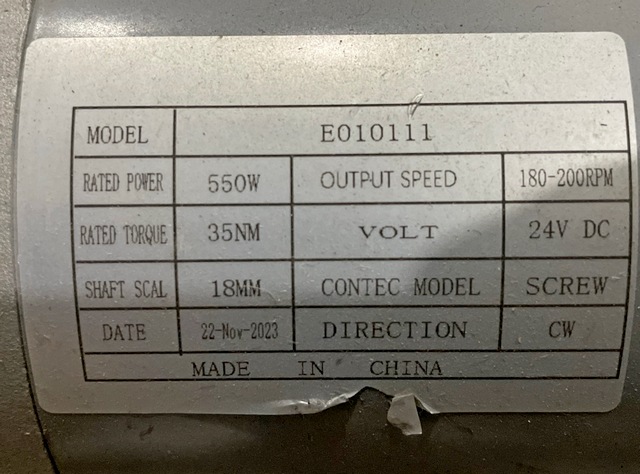 MODEL E010111
RATED POWER 550W OUTPUT SPEED 180-200RPM
RATED TORQUE 35NM VOLT 24V DC
SHAFT SCAL 18MM CONTEC MODEL SCREW
DATE 22-Nov-2023 DIRECTION CW
MADE IN CHINA